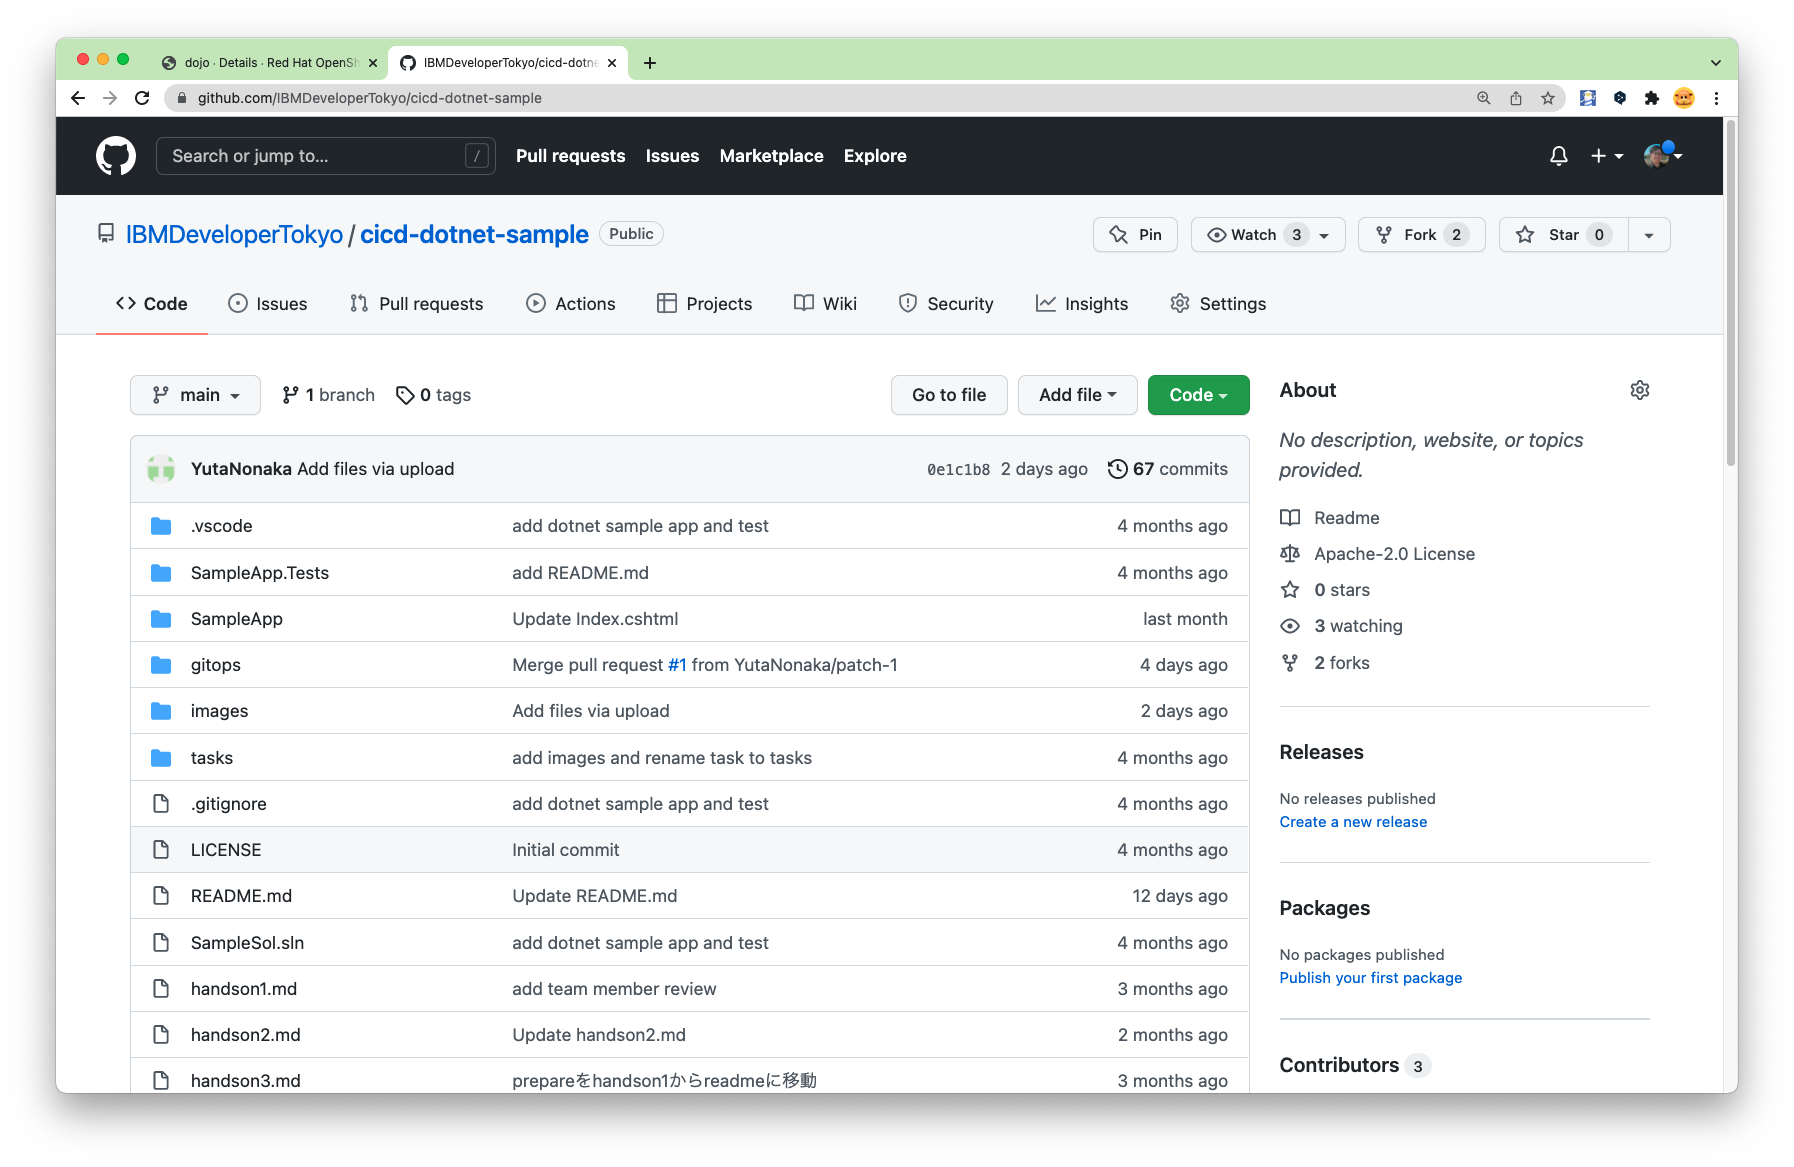 dojo · Details · Red Hat OpenSh
IBMDeveloperTokyo/cicd-dotne
github.com/IBMDeveloperTokyo/cicd-dotnet-sample
Search or jump to... /
Pull requests Issues Marketplace Explore
IBMDeveloperTokyo / cicd-dotnet-sample Public
Pin Watch 3 Fork 2 Star 0
Code Issues Pull requests Actions Projects Wiki Security Insights Settings
main 1 branch 0 tags Go to file Add file Code
YutaNonaka Add files via upload 0e1c1b8 2 days ago 67 commits
.vscode add dotnet sample app and test 4 months ago
SampleApp.Tests add README.md 4 months ago
SampleApp Update Index.cshtml last month
gitops Merge pull request #1 from YutaNonaka/patch-1 4 days ago
images Add files via upload 2 days ago
tasks add images and rename task to tasks 4 months ago
.gitignore add dotnet sample app and test 4 months ago
LICENSE Initial commit 4 months ago
README.md Update README.md 12 days ago
SampleSol.sln add dotnet sample app and test 4 months ago
handson1.md add team member review 3 months ago
handson2.md Update handson2.md 2 months ago
handson3.md prepareをhandson1からreadmeに移動 3 months ago
About
No description, website, or topics
provided.
Readme
Apache-2.0 License
0 stars
3 watching
2 forks
Releases
No releases published
Create a new release
Packages
No packages published
Publish your first package
Contributors 3